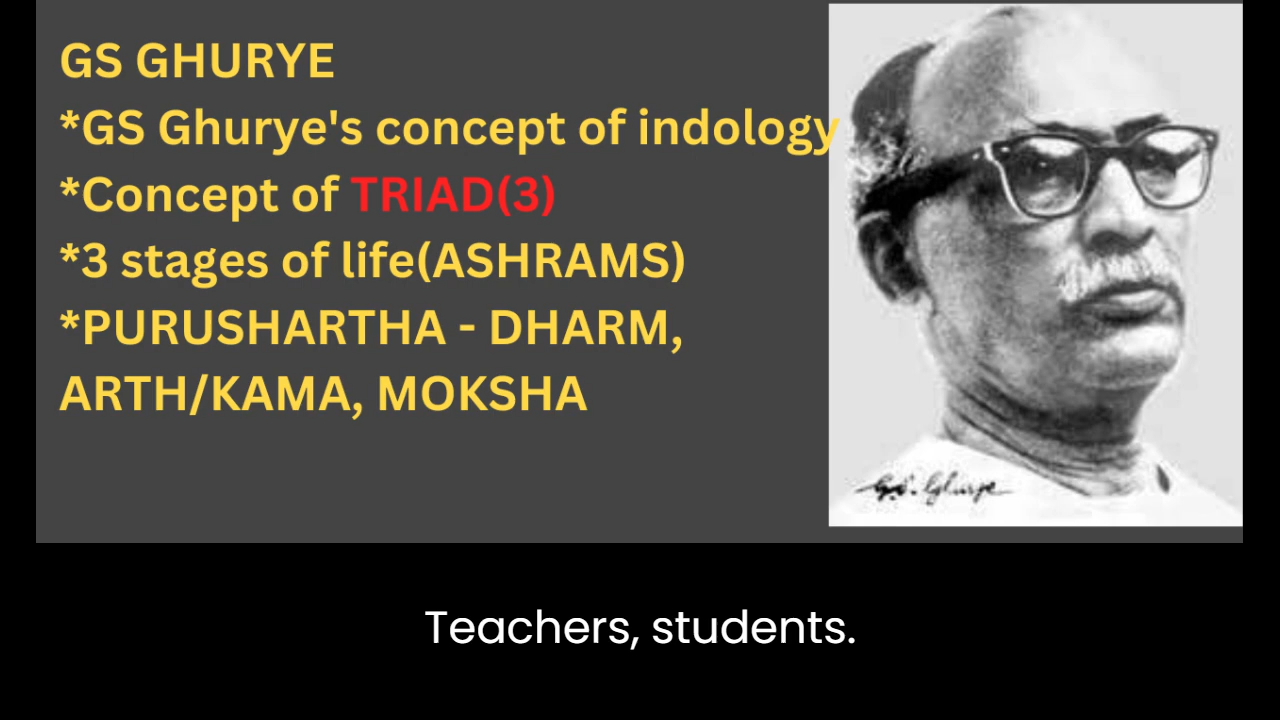 GS GHURYE
*GS Ghurye's concept of indology
*Concept of TRIAD(3)
*3 stages of life(ASHRAMS)
*PURUSHARTHA - DHARM,
ARTH/KAMA, MOKSHA
G.S. Ghurye
Teachers, students.